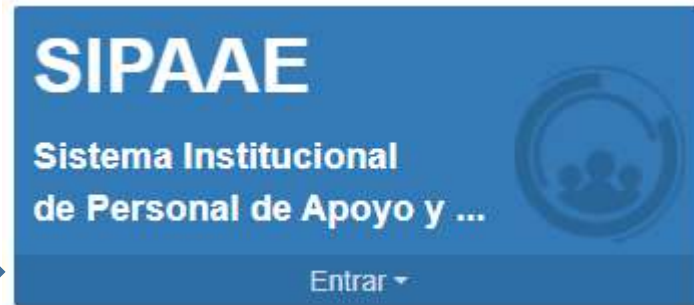 SIPAAE
Sistema Institucional
de Personal de Apoyo y ...
Entrar